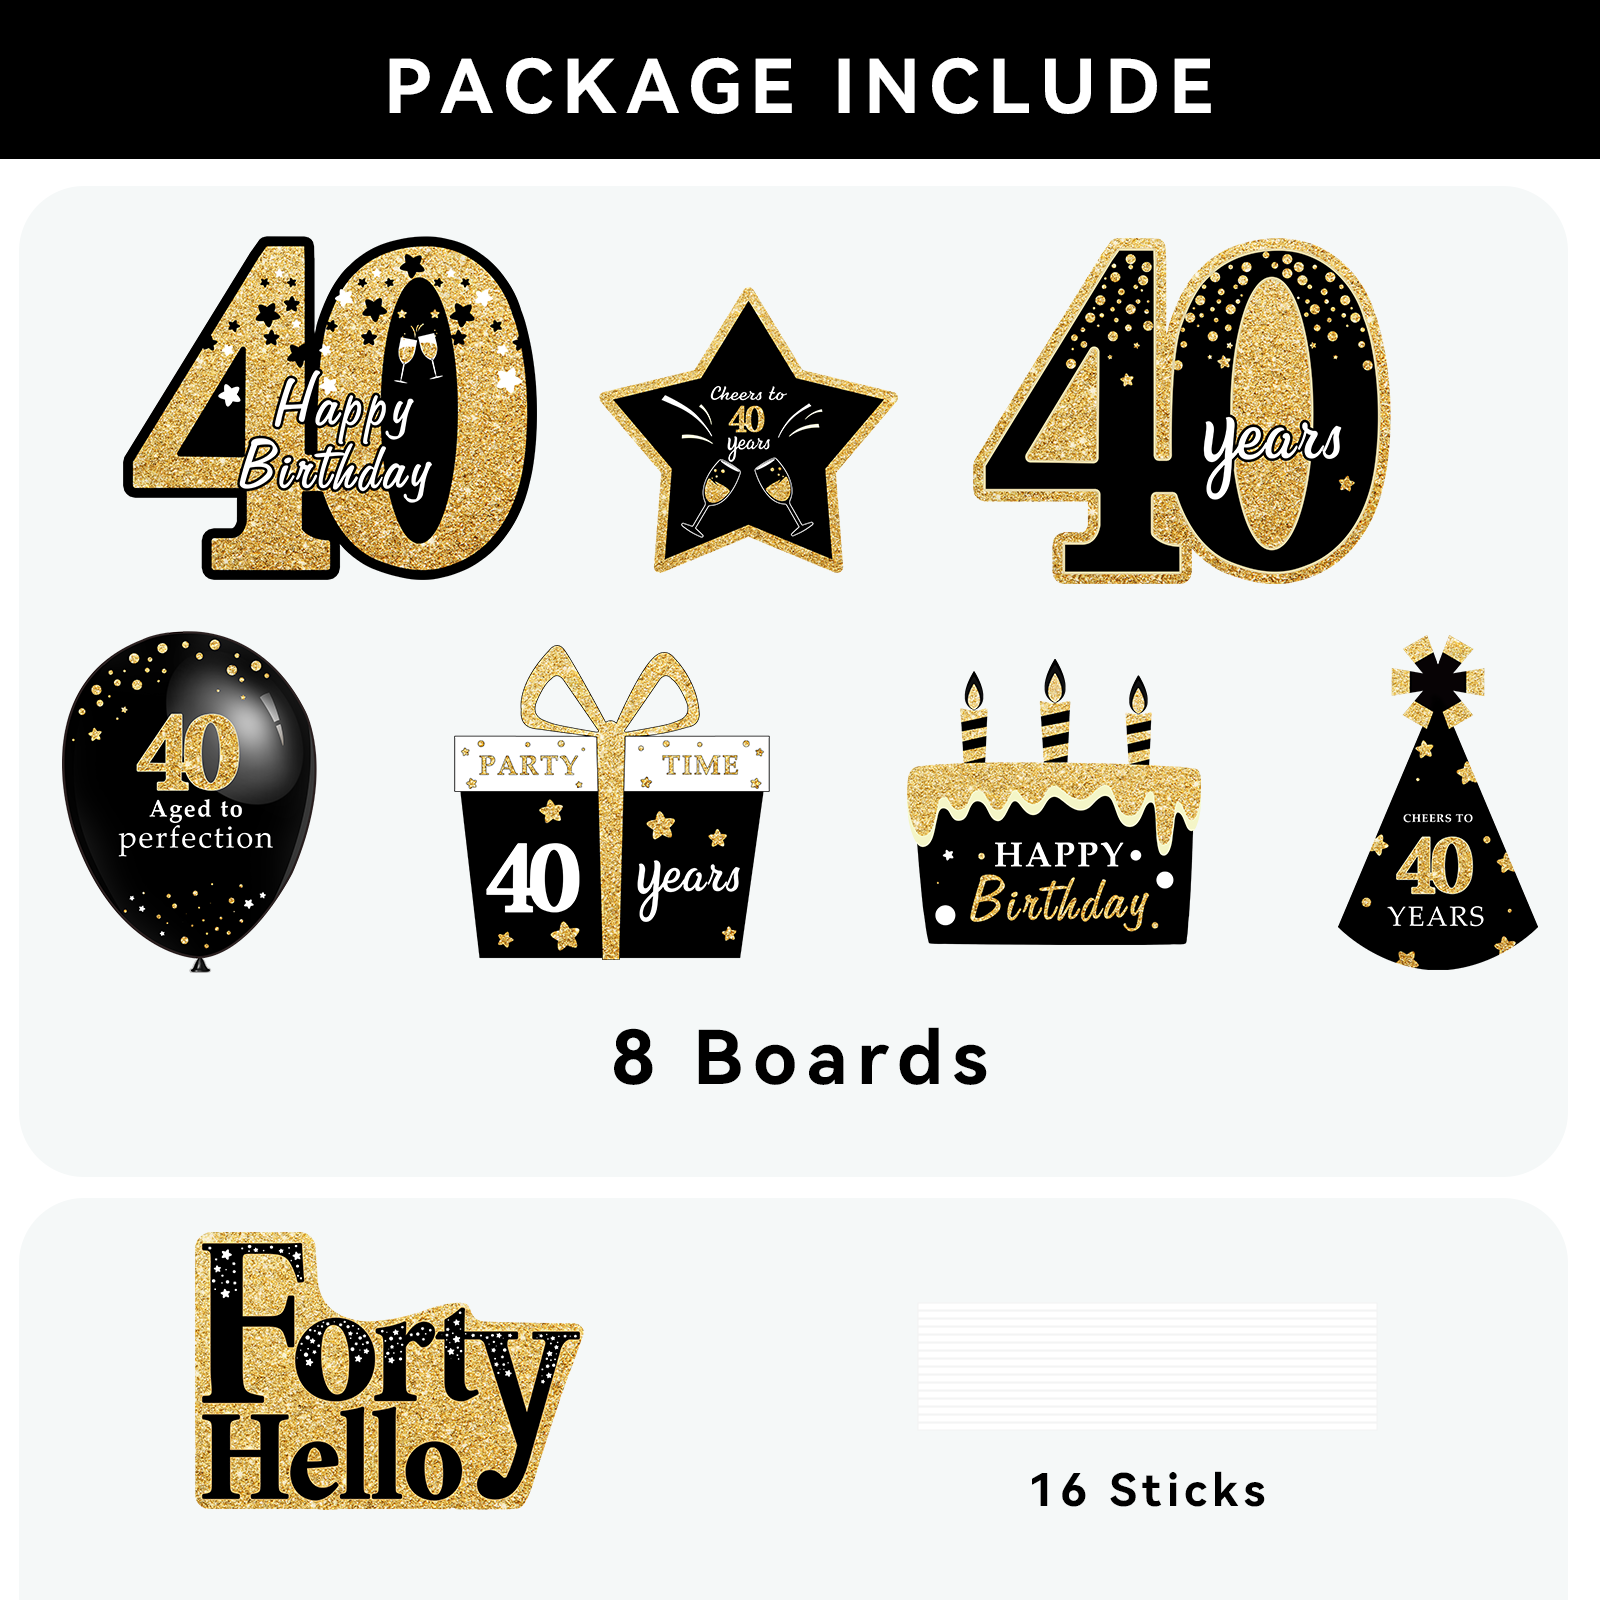 PACKAGE INCLUDE
40
Happy
Birthday
Cheers to
40
years
40
years
40
Aged to
perfection
PARTY TIME
40 years
HAPPY
Birthday
CHEERS TO
40
YEARS
8 Boards
Forty
Hello
16 Sticks